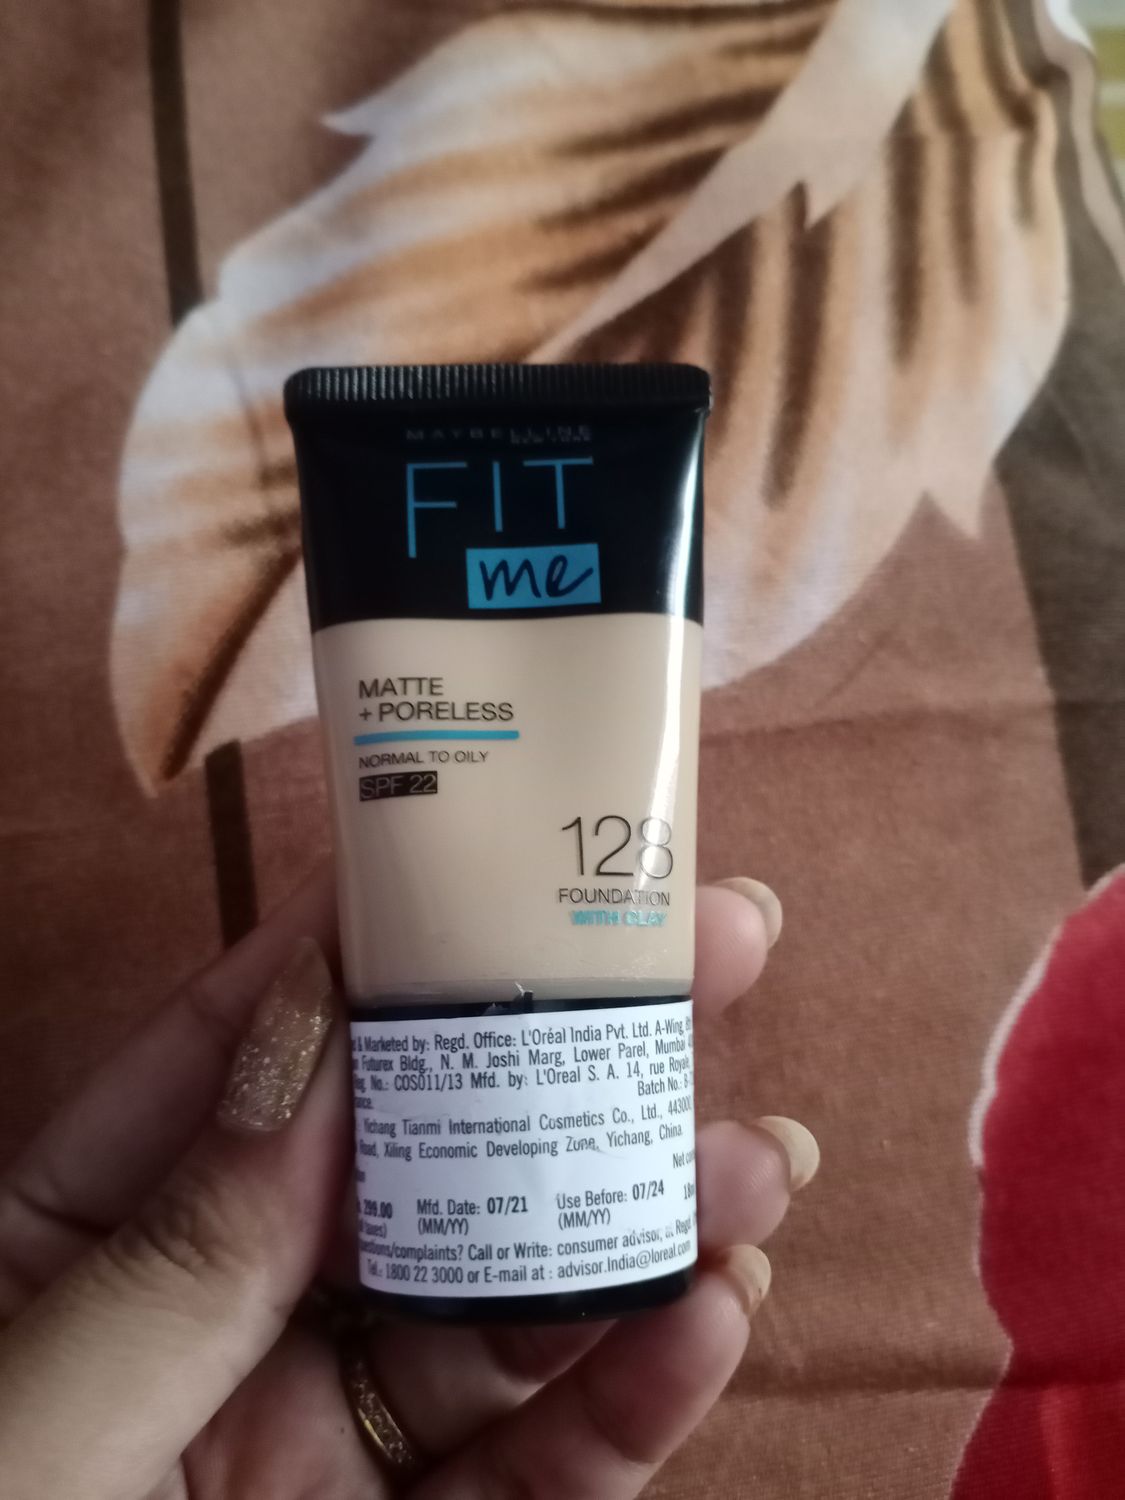 MAYBELLINE
NEW YORK
FIT
me
MATTE
+ PORELESS
NORMAL TO OILY
SPF 22
128
FOUNDATION
WITH CLAY
& Marketed by: Regd. Office: L'Oréal India Pvt. Ltd. A-Wing, 8th
Futurex Bldg., N. M. Joshi Marg, Lower Parel, Mumbai
Reg. No.: COS011/13 Mfd. by: L'Oreal S. A. 14, rue Royale,
Batch No.:
Yichang Tianmi International Cosmetics Co., Ltd., 443000,
Road, Xiling Economic Developing Zone, Yichang, China.
Net
299.00 Mfd. Date: 07/21 Use Before: 07/24
taxes) (MM/YY) (MM/YY)
Call or Write: consumer advisor, at Regd
Tel.: 1800 22 3000 or E-mail at : advisor.India@loreal.com